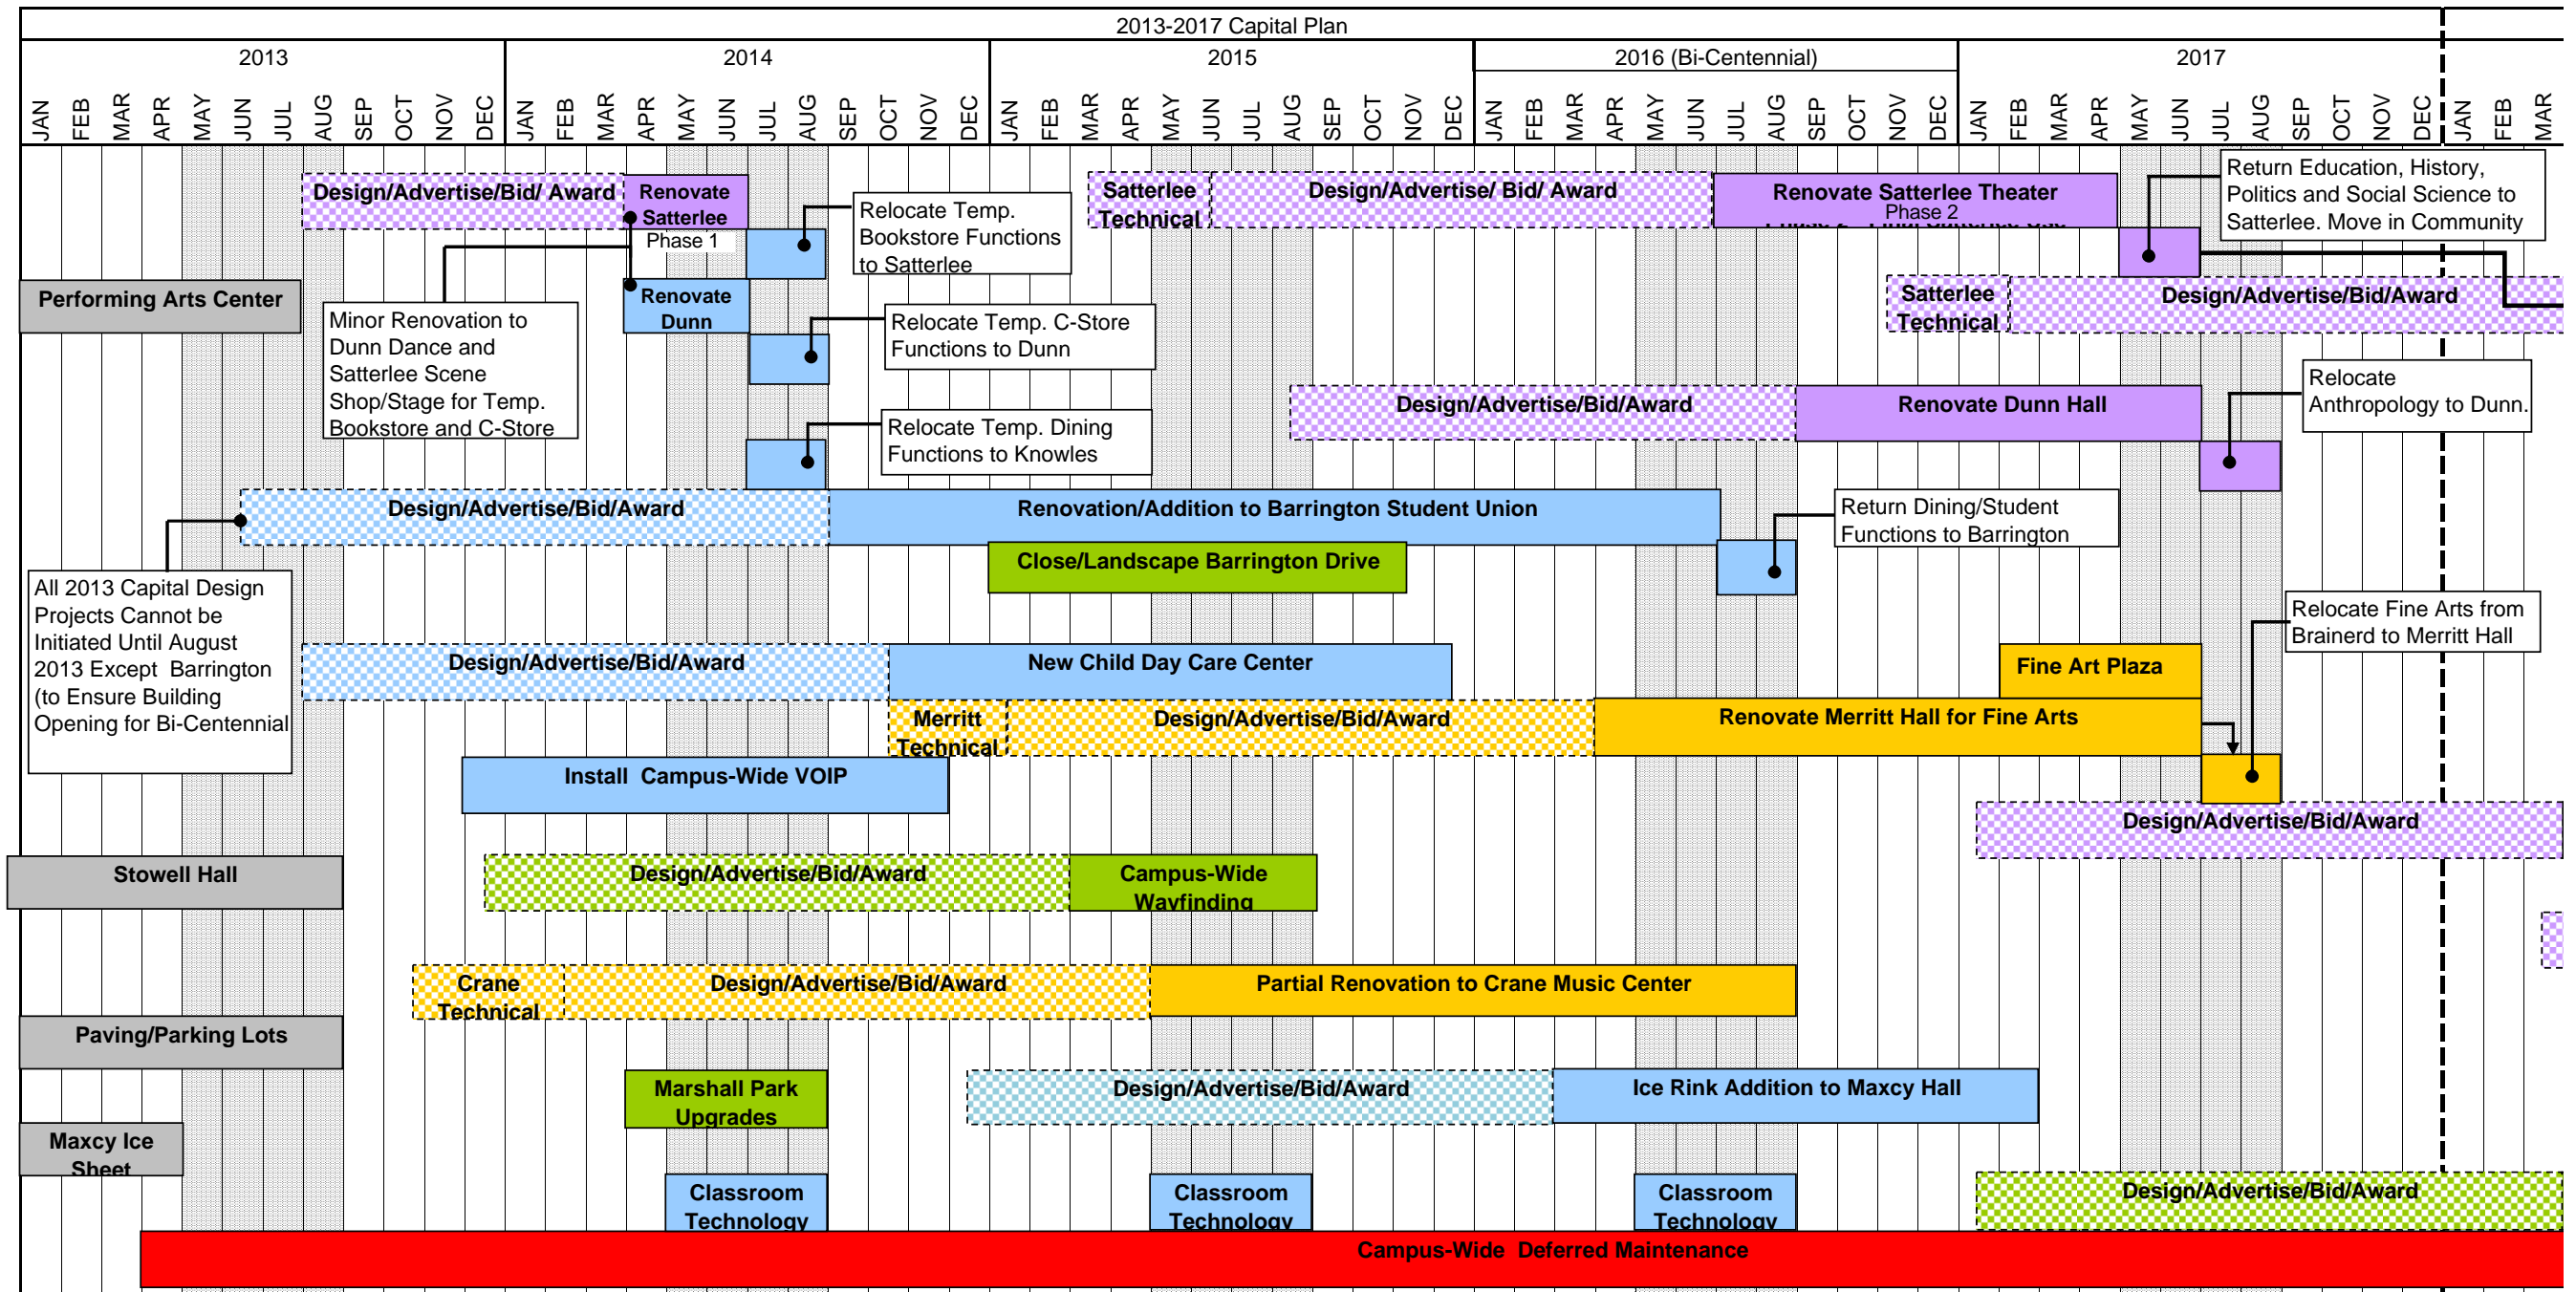 2013-2017 Capital Plan
2013
2014
2015
2016 (Bi-Centennial)
2017
JAN FEB MAR APR MAY JUN JUL AUG SEP OCT NOV DEC JAN FEB MAR APR MAY JUN JUL AUG SEP OCT NOV DEC JAN FEB MAR APR MAY JUN JUL AUG SEP OCT NOV DEC JAN FEB MAR APR MAY JUN JUL AUG SEP OCT NOV DEC JAN FEB MAR APR MAY JUN JUL AUG SEP OCT NOV DEC JAN FEB MAR
Design/Advertise/Bid/ Award
Renovate
Satterlee
Phase 1
Relocate Temp.
Bookstore Functions
to Satterlee
Satterlee
Technical
Design/Advertise/ Bid/ Award
Renovate Satterlee Theater
Phase 2
Return Education, History,
Politics and Social Science to
Satterlee. Move in Community
Performing Arts Center
Minor Renovation to
Dunn Dance and
Satterlee Scene
Shop/Stage for Temp.
Bookstore and C-Store
Renovate
Dunn
Relocate Temp. C-Store
Functions to Dunn
Satterlee
Technical
Design/Advertise/Bid/Award
Design/Advertise/Bid/Award
Renovate Dunn Hall
Relocate
Anthropology to Dunn.
Relocate Temp. Dining
Functions to Knowles
Design/Advertise/Bid/Award
Renovation/Addition to Barrington Student Union
Return Dining/Student
Functions to Barrington
Close/Landscape Barrington Drive
All 2013 Capital Design
Projects Cannot be
Initiated Until August
2013 Except  Barrington
(to Ensure Building
Opening for Bi-Centennial
Relocate Fine Arts from
Brainerd to Merritt Hall
Design/Advertise/Bid/Award
New Child Day Care Center
Fine Art Plaza
Merritt
Technical
Design/Advertise/Bid/Award
Renovate Merritt Hall for Fine Arts
Install  Campus-Wide VOIP
Design/Advertise/Bid/Award
Stowell Hall
Design/Advertise/Bid/Award
Campus-Wide
Wayfinding
Crane
Technical
Design/Advertise/Bid/Award
Partial Renovation to Crane Music Center
Paving/Parking Lots
Marshall Park
Upgrades
Design/Advertise/Bid/Award
Ice Rink Addition to Maxcy Hall
Maxcy Ice
Sheet
Classroom
Technology
Classroom
Technology
Classroom
Technology
Design/Advertise/Bid/Award
Campus-Wide  Deferred Maintenance